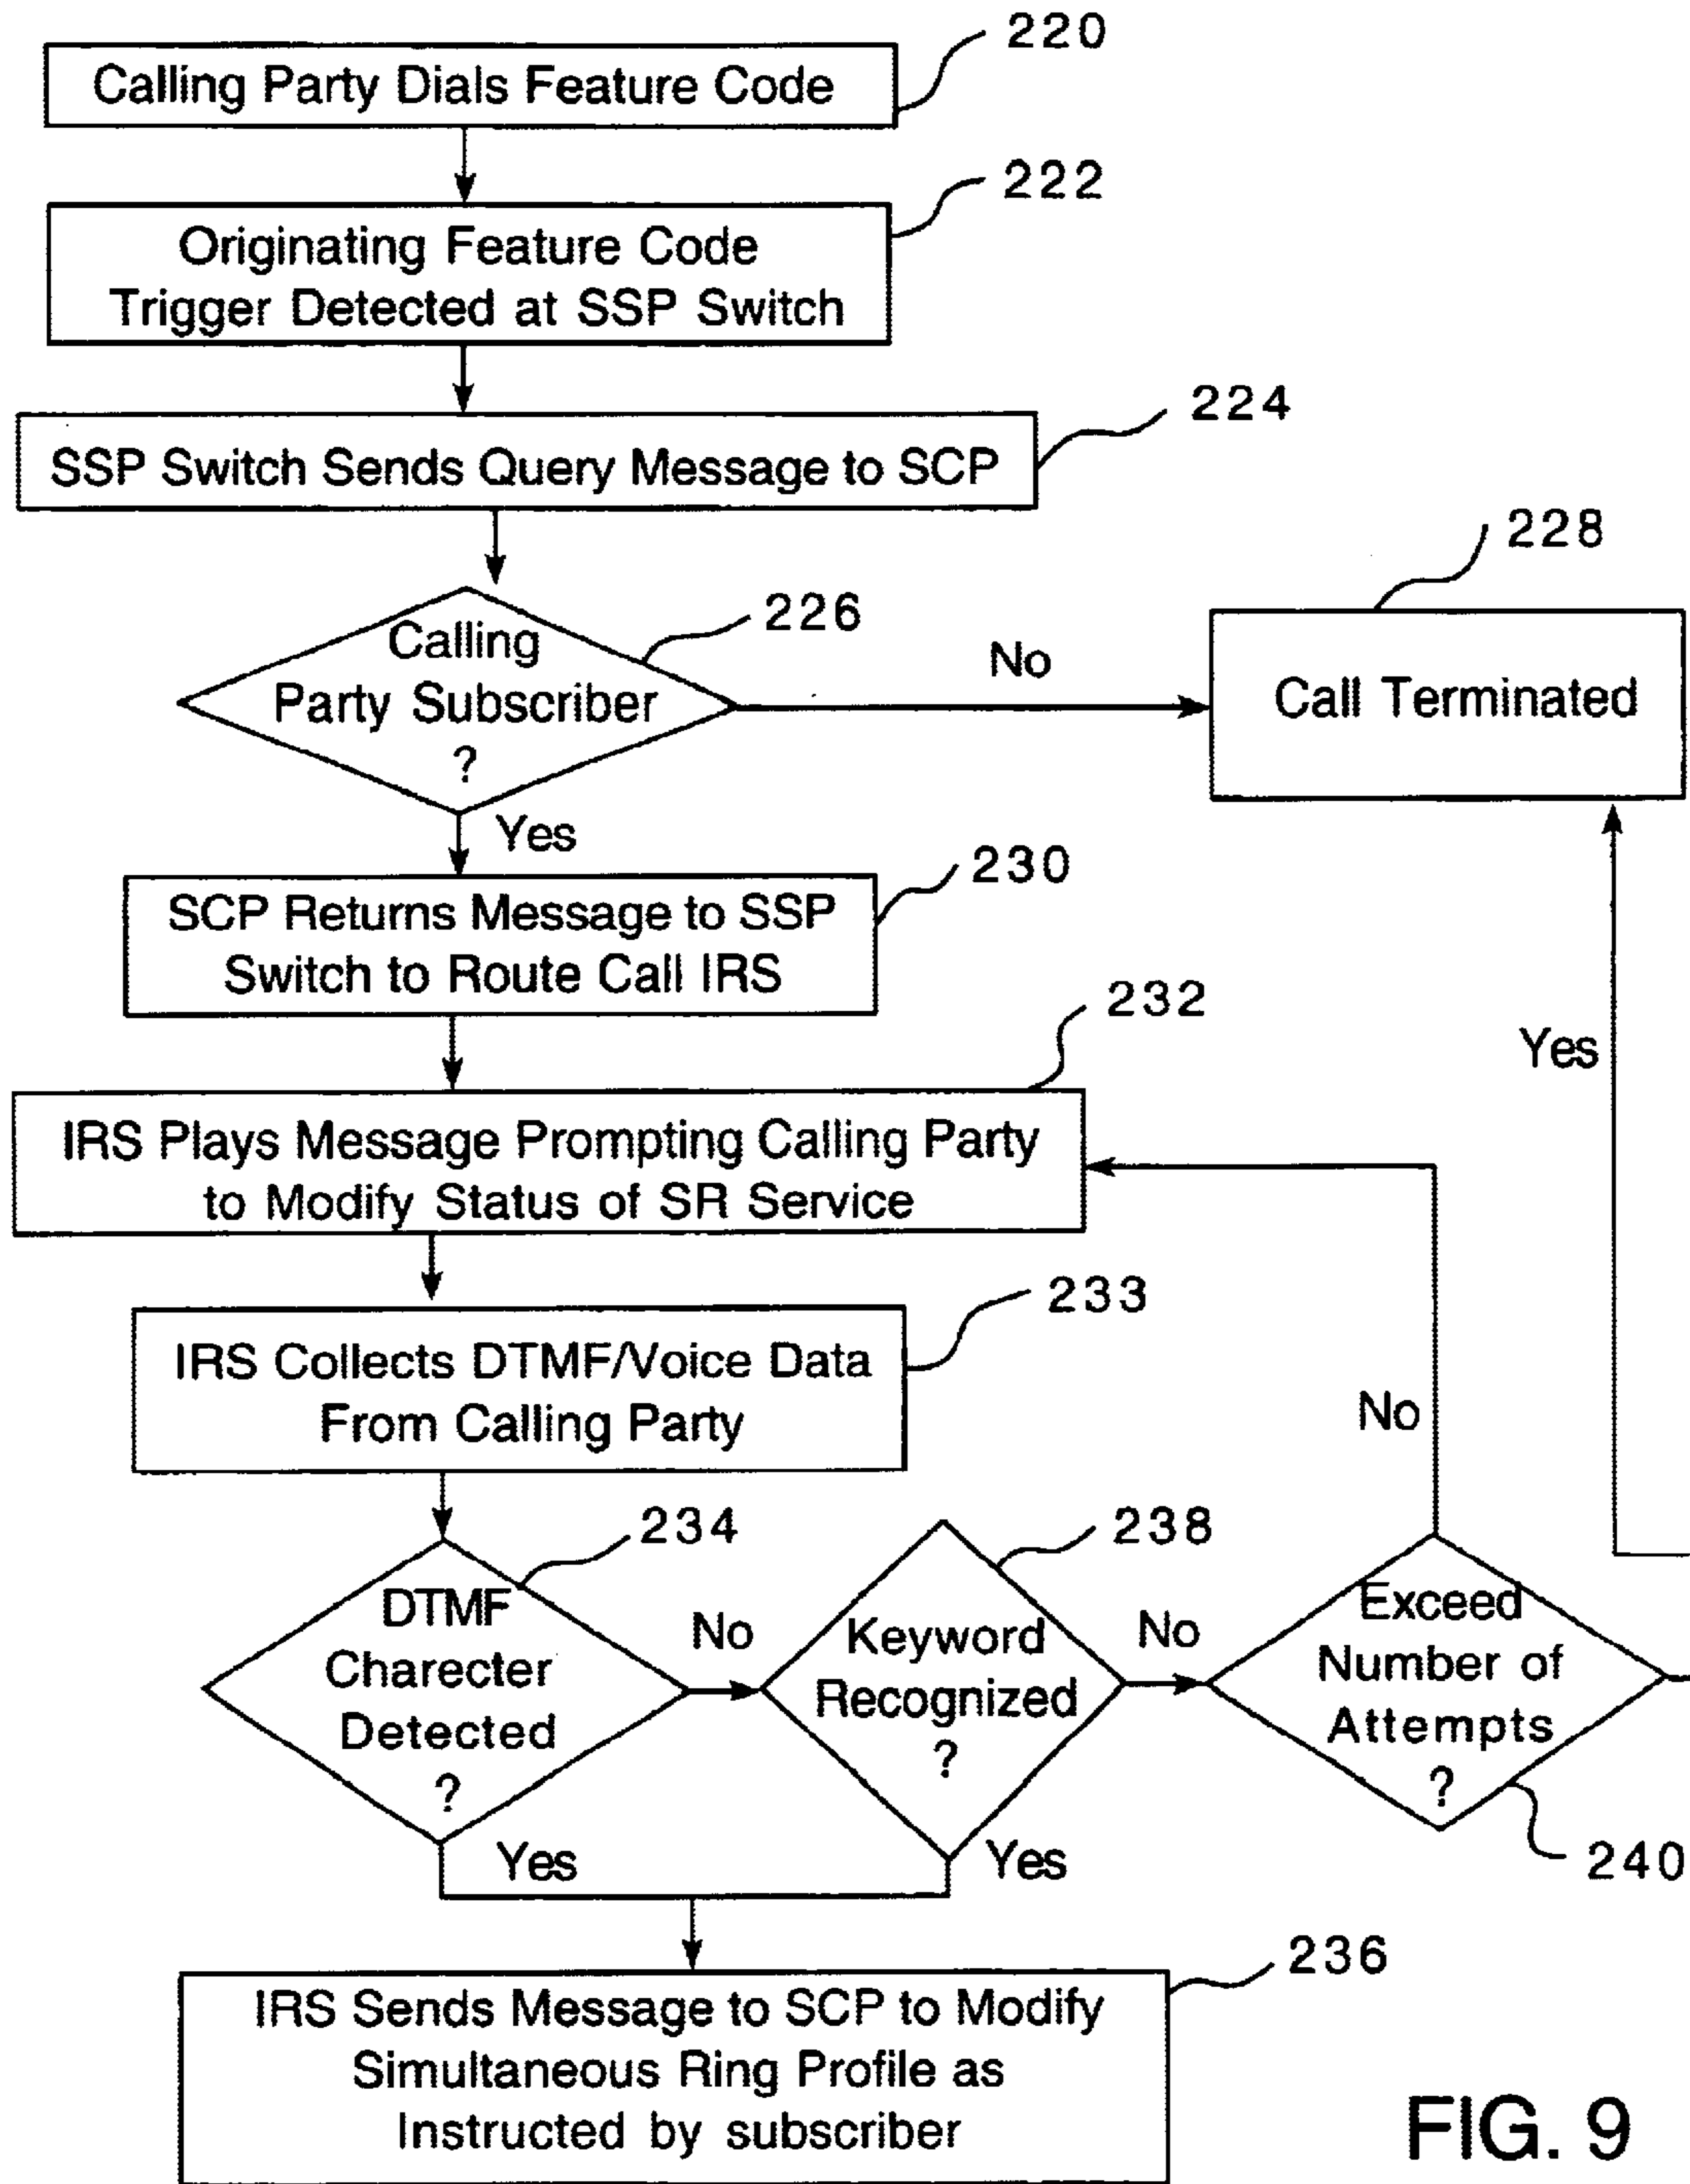 220
Calling Party Dials Feature Code
222
Originating Feature Code
Trigger Detected at SSP Switch
224
SSP Switch Sends Query Message to SCP
226
Calling
Party Subscriber
?
No
228
Call Terminated
Yes
230
SCP Returns Message to SSP
Switch to Route Call IRS
232
IRS Plays Message Prompting Calling Party
to Modify Status of SR Service
Yes
233
IRS Collects DTMF/Voice Data
From Calling Party
No
234
DTMF
Charecter
Detected
?
No
238
Keyword
Recognized
?
No
Exceed
Number of
Attempts
?
240
Yes
Yes
236
IRS Sends Message to SCP to Modify
Simultaneous Ring Profile as
Instructed by subscriber
FIG. 9